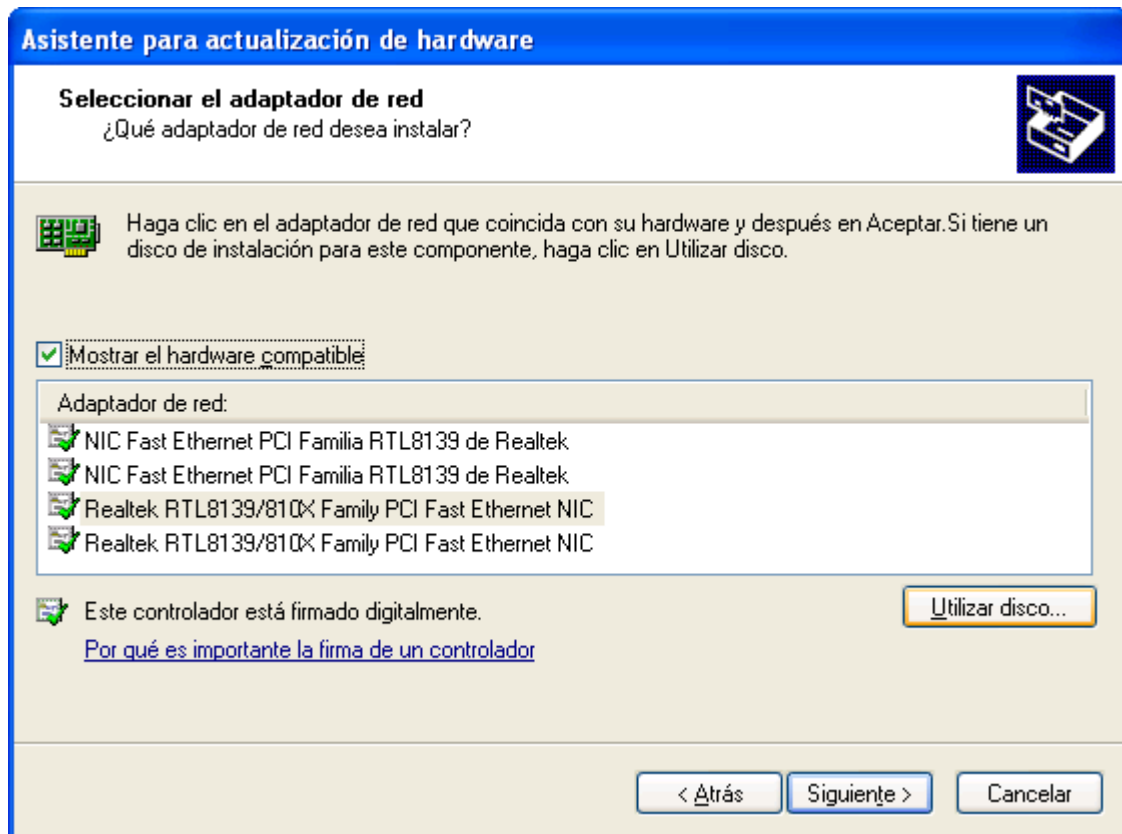 Asistente para actualización de hardware
Seleccionar el adaptador de red
¿Qué adaptador de red desea instalar?
Haga clic en el adaptador de red que coincida con su hardware y después en Aceptar.Si tiene un
disco de instalación para este componente, haga clic en Utilizar disco.
Mostrar el hardware compatible
Adaptador de red:
NIC Fast Ethernet PCI Familia RTL8139 de Realtek
NIC Fast Ethernet PCI Familia RTL8139 de Realtek
Realtek RTL8139/810X Family PCI Fast Ethernet NIC
Realtek RTL8139/810X Family PCI Fast Ethernet NIC
Este controlador está firmado digitalmente.
Utilizar disco...
Por qué es importante la firma de un controlador
< Atrás
Siguiente >
Cancelar